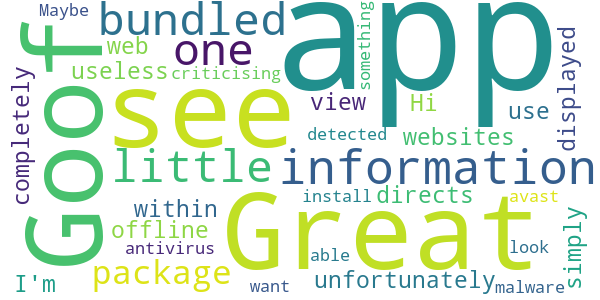 Maybe
bundled
app
something
Goof
web
one
useless
criticising
see
view
Hi
use
displayed
completely
detected
websites
little
information
install
directs
avast
within
Great
simply
offline
antivirus
able
look
package
I'm
want
unfortunately
malware